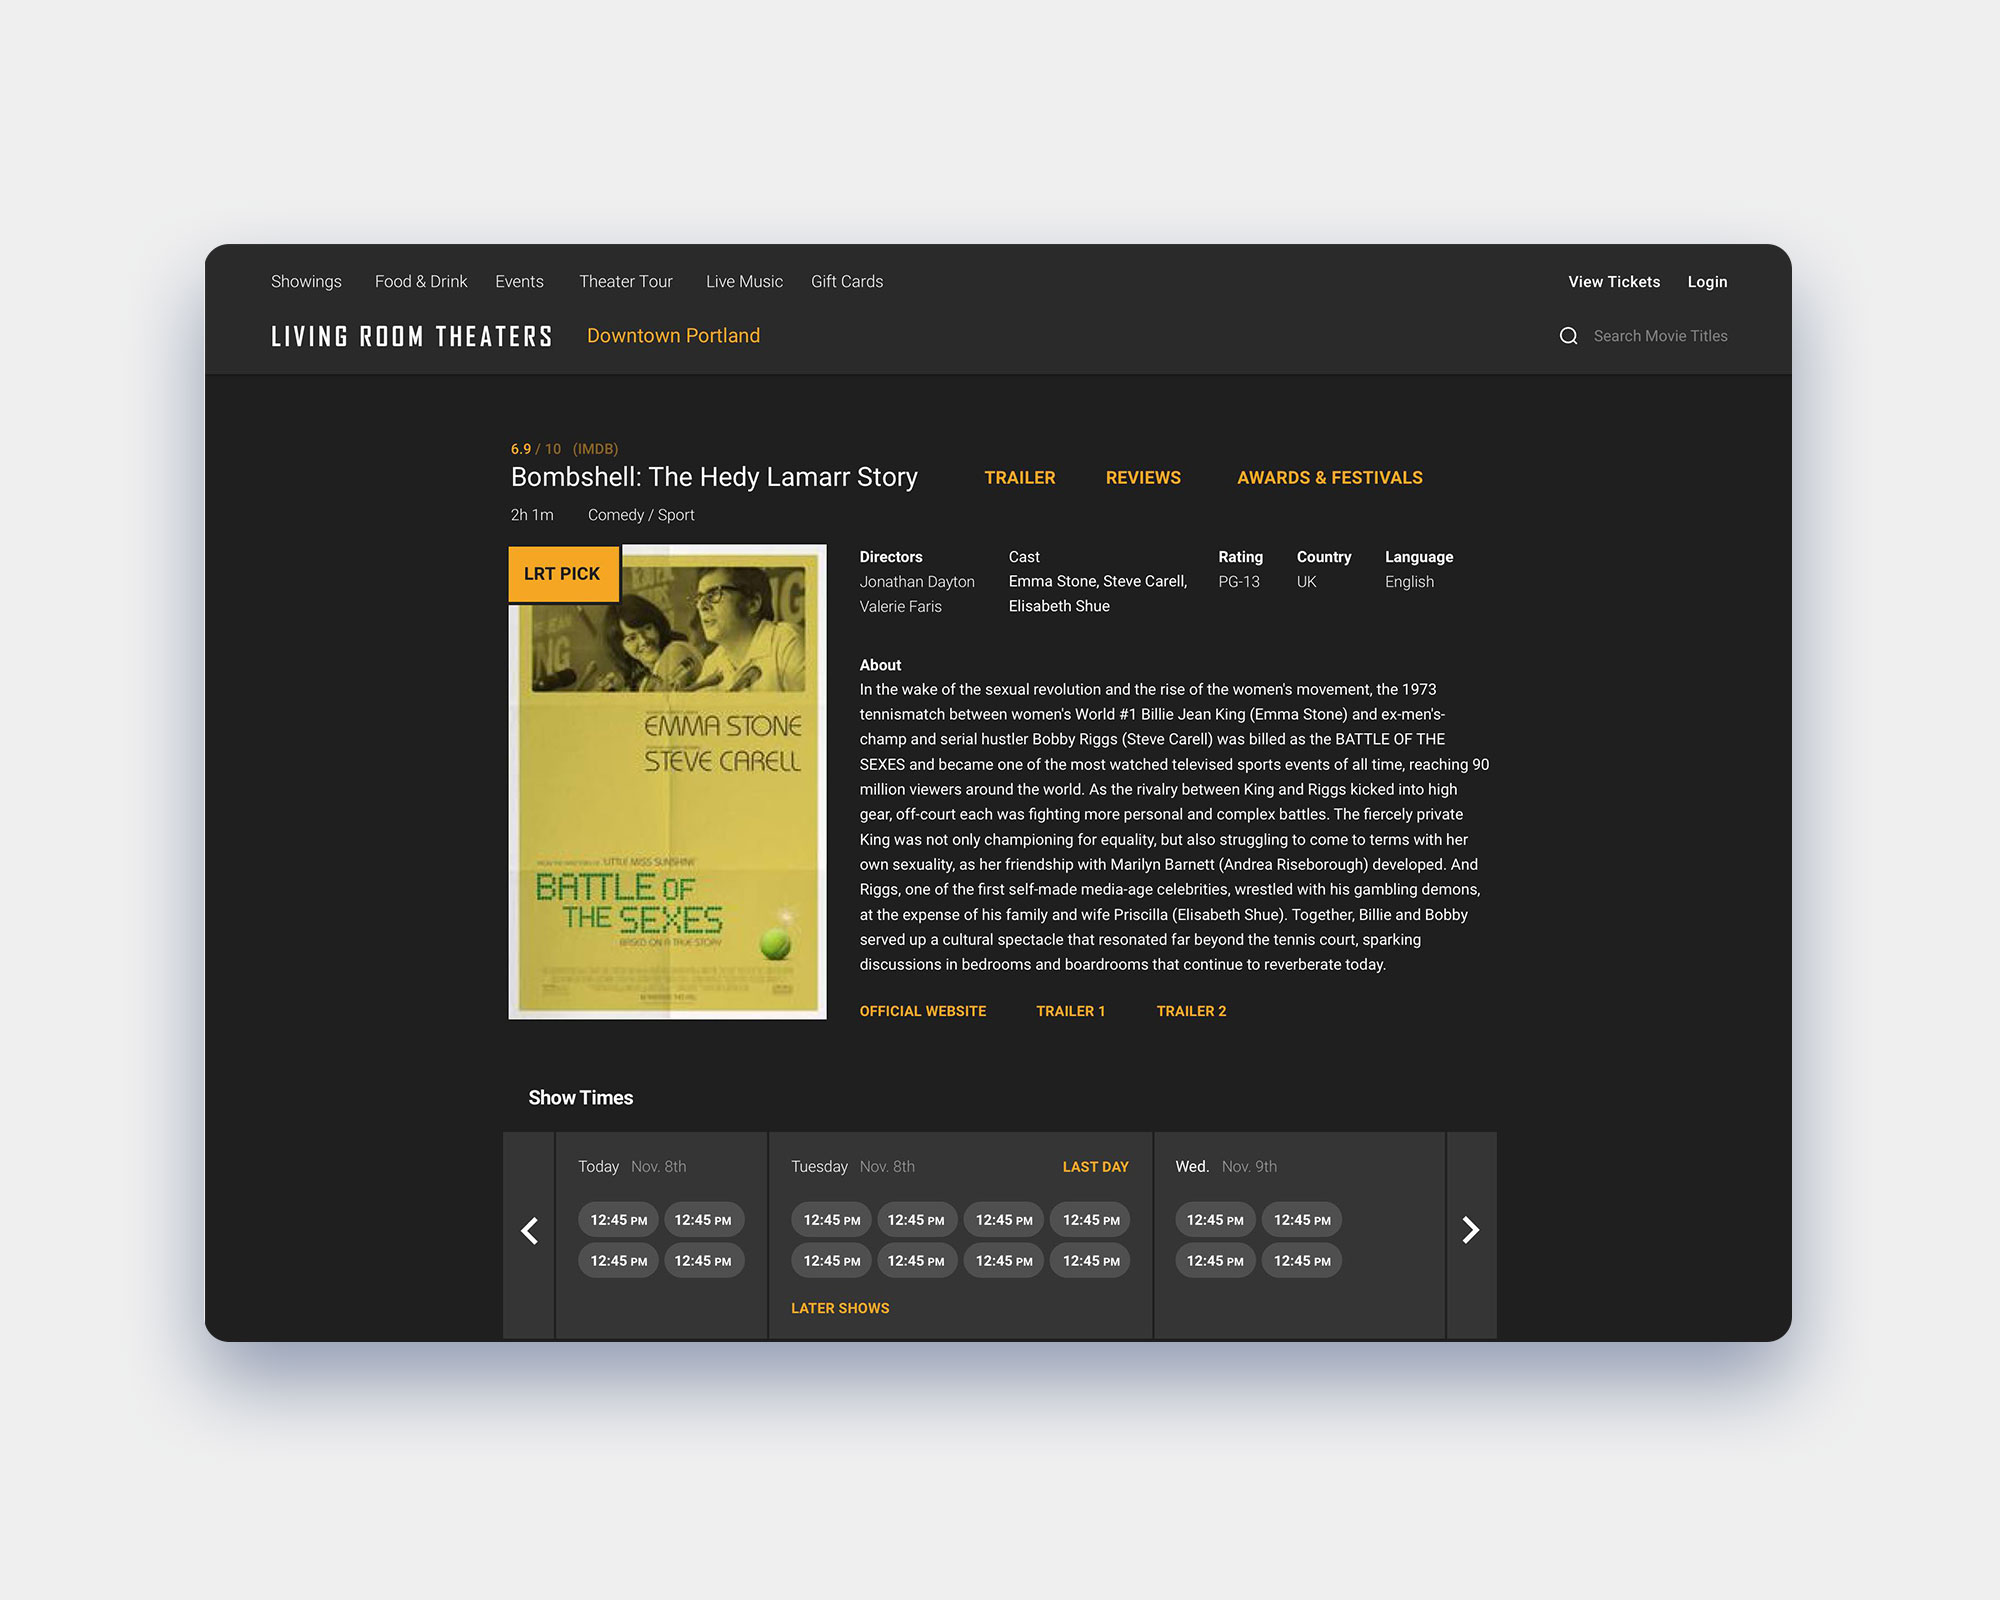 Showings Food & Drink Events Theater Tour Live Music Gift Cards View Tickets Login
LIVING ROOM THEATERS Downtown Portland Search Movie Titles
6.9 / 10 (IMDB)
Bombshell: The Hedy Lamarr Story TRAILER REVIEWS AWARDS & FESTIVALS
2h 1m Comedy / Sport
LRT PICK
EMMA STONE
STEVE CARELL
FROM THE DIRECTORS OF "LITTLE MISS SUNSHINE"
BATTLE OF
THE SEXES
BASED ON A TRUE STORY
Directors Cast Rating Country Language
Jonathan Dayton Emma Stone, Steve Carell, PG-13 UK English
Valerie Faris Elisabeth Shue
About
In the wake of the sexual revolution and the rise of the women's movement, the 1973
tennismatch between women's World #1 Billie Jean King (Emma Stone) and ex-men's-
champ and serial hustler Bobby Riggs (Steve Carell) was billed as the BATTLE OF THE
SEXES and became one of the most watched televised sports events of all time, reaching 90
million viewers around the world. As the rivalry between King and Riggs kicked into high
gear, off-court each was fighting more personal and complex battles. The fiercely private
King was not only championing for equality, but also struggling to come to terms with her
own sexuality, as her friendship with Marilyn Barnett (Andrea Riseborough) developed. And
Riggs, one of the first self-made media-age celebrities, wrestled with his gambling demons,
at the expense of his family and wife Priscilla (Elisabeth Shue). Together, Billie and Bobby
served up a cultural spectacle that resonated far beyond the tennis court, sparking
discussions in bedrooms and boardrooms that continue to reverberate today.
OFFICIAL WEBSITE TRAILER 1 TRAILER 2
Show Times
Today Nov. 8th
12:45 PM 12:45 PM
12:45 PM 12:45 PM
Tuesday Nov. 8th LAST DAY
12:45 PM 12:45 PM 12:45 PM 12:45 PM
12:45 PM 12:45 PM 12:45 PM 12:45 PM
LATER SHOWS
Wed. Nov. 9th
12:45 PM 12:45 PM
12:45 PM 12:45 PM